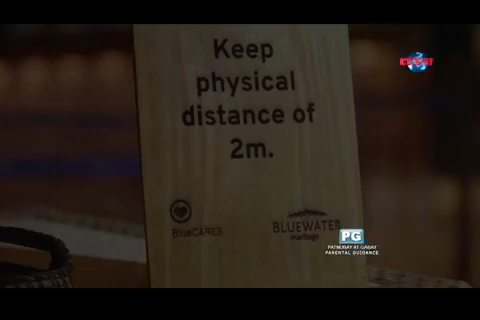 Keep
physical
distance of
2m.
BlueCARES
BLUEWATER
maribago
PG
PATNUBAY AT GABAY
PARENTAL GUIDANCE